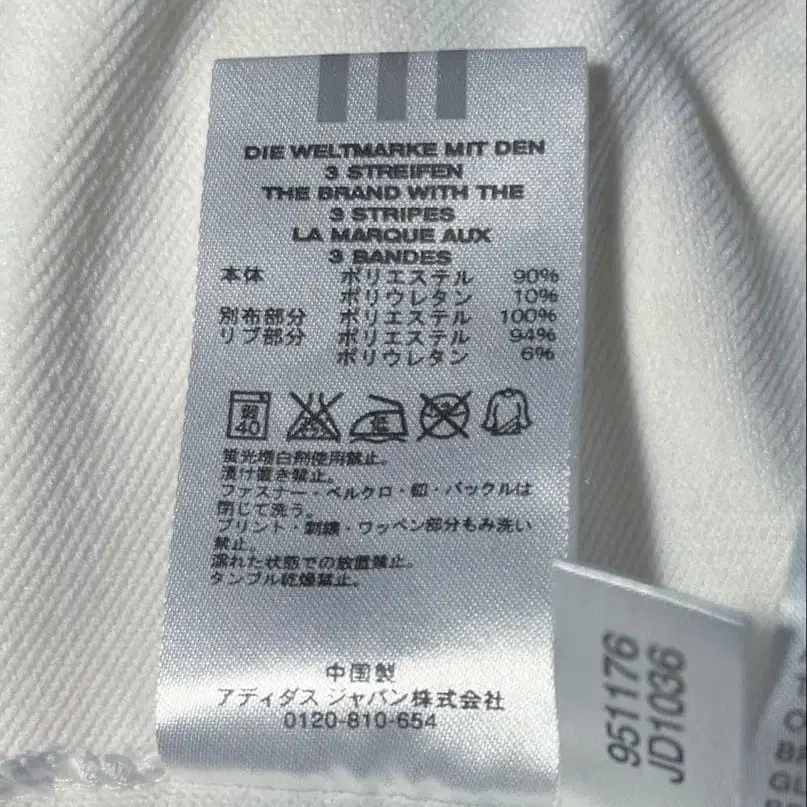 DIE WELTMARKE MIT DEN
3 STREIFEN
THE BRAND WITH THE
3 STRIPES
LA MARQUE AUX
3 BANDES
本体 ポリエステル 90%
ポリウレタン 10%
別布部分 ポリエステル 100%
リブ部分 ポリエステル 94%
ポリウレタン 6%
弱
40
低
蛍光増白剤使用禁止。
漬け置き禁止。
ファスナー・ベルクロ・釦・バックルは
閉じて洗う。
プリント・刺繍・ワッペン部分もみ洗い
禁止。
濡れた状態での放置禁止。
タンブル乾燥禁止。
中国製
アディダス ジャパン株式会社
0120-810-654
951176
JD1036